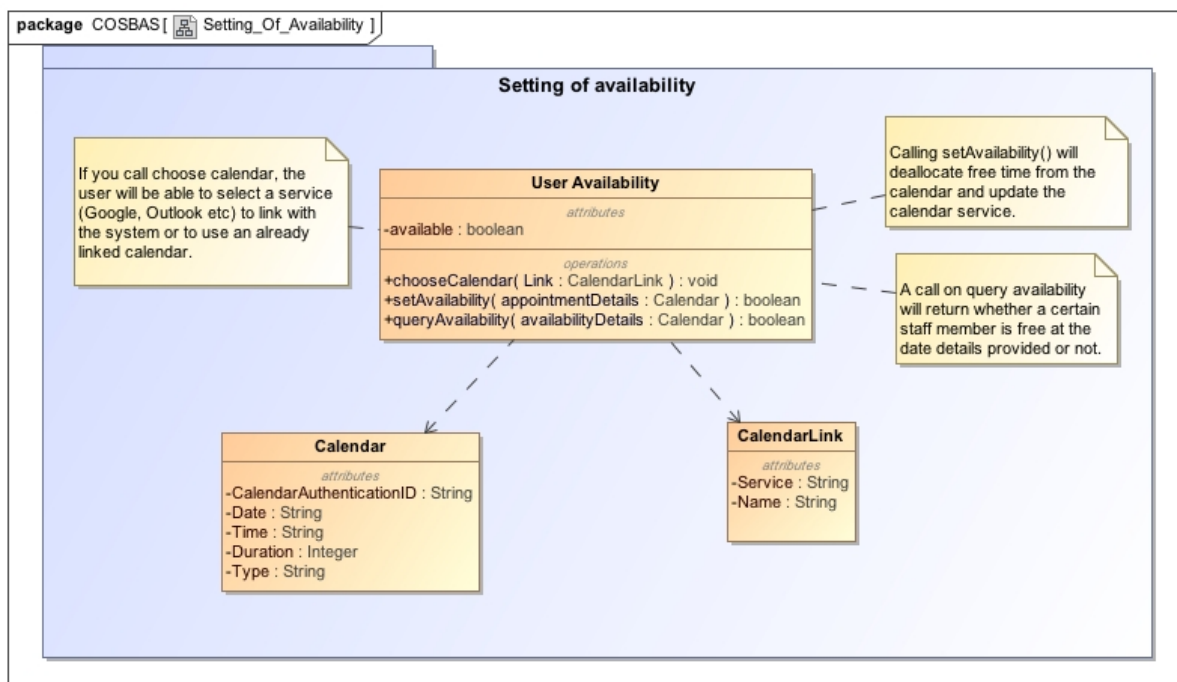 package COSBAS [ Setting_Of_Availability ]
Setting of availability
If you call choose calendar, the
user will be able to select a service
(Google, Outlook etc) to link with
the system or to use an already
linked calendar.
User Availability
attributes
-available : boolean
operations
+chooseCalendar( Link : CalendarLink ) : void
+setAvailability( appointmentDetails : Calendar ) : boolean
+queryAvailability( availabilityDetails : Calendar ) : boolean
Calling setAvailability() will
deallocate free time from the
calendar and update the
calendar service.
A call on query availability
will return whether a certain
staff member is free at the
date details provided or not.
Calendar
attributes
-CalendarAuthenticationID : String
-Date : String
-Time : String
-Duration : Integer
-Type : String
CalendarLink
attributes
-Service : String
-Name : String